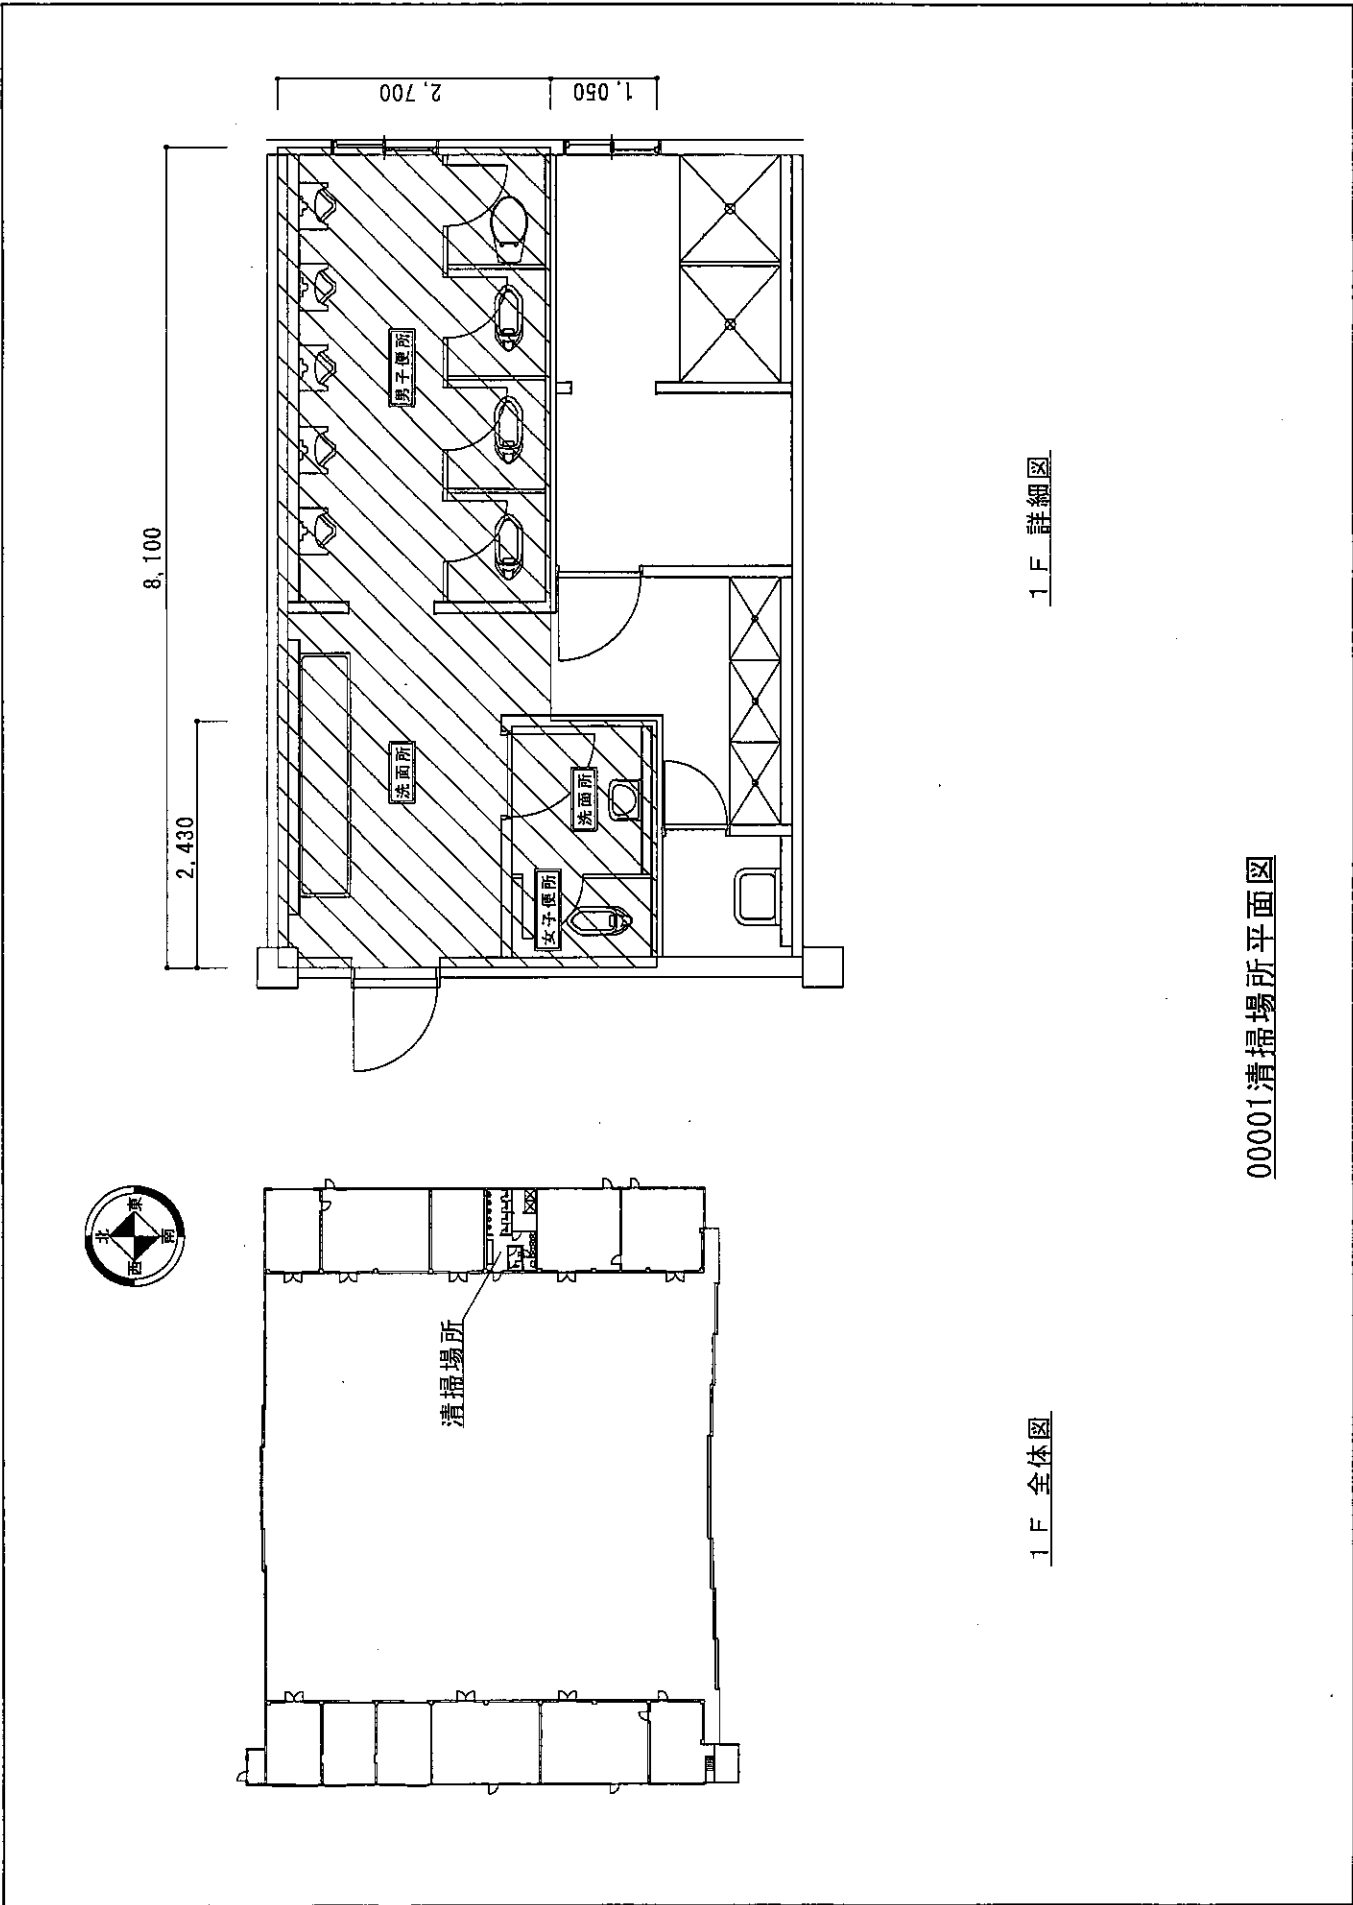 8,100
2,430
2,700
1,050
男子便所
洗面所
洗面所
女子便所
1F 詳細図
北
東
西
南
清掃場所
1F 全体図
00001清掃場所平面図